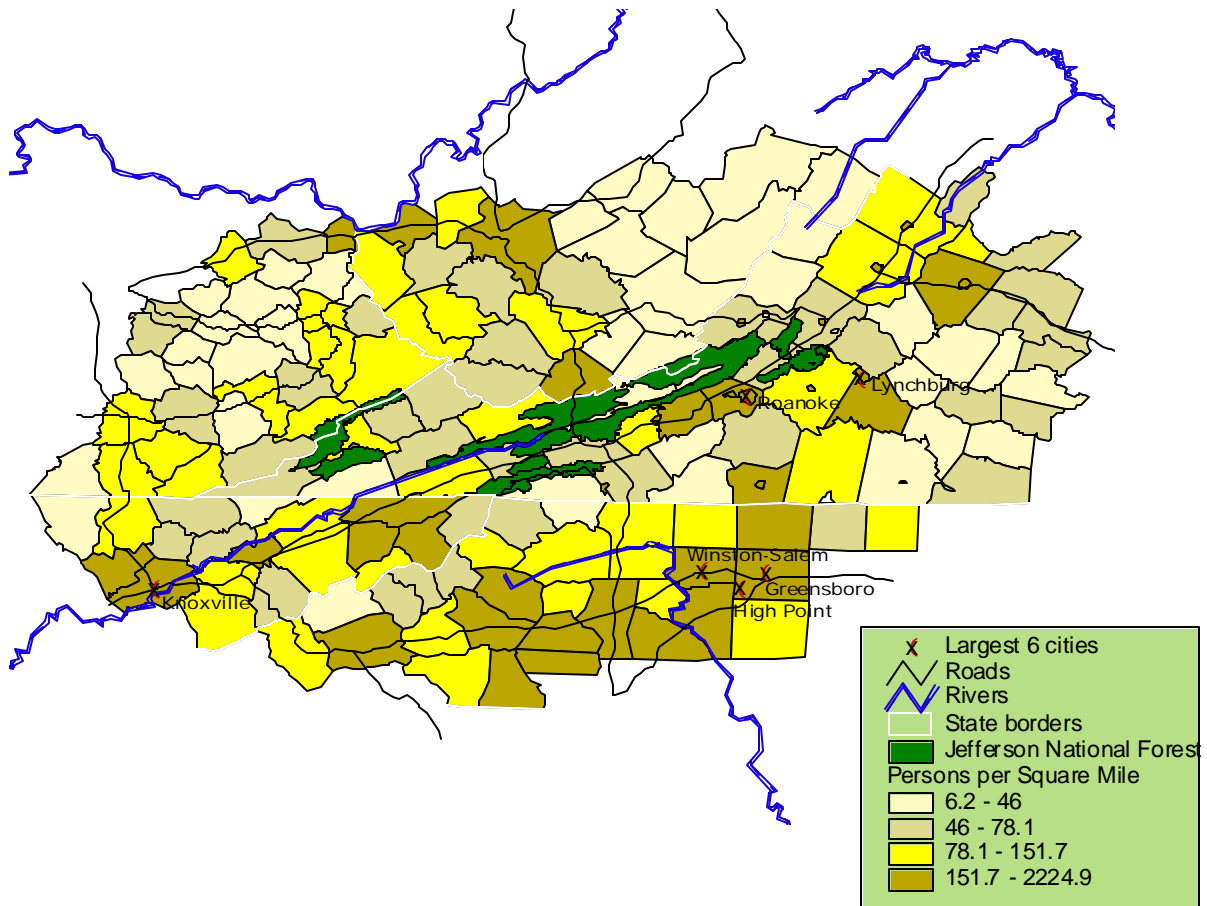 Lynchburg
Roanoke
Winston-Salem
Greensboro
Knoxville
High Point
Largest 6 cities
Roads
Rivers
State borders
Jefferson National Forest
Persons per Square Mile
6.2 - 46
46 - 78.1
78.1 - 151.7
151.7 - 2224.9